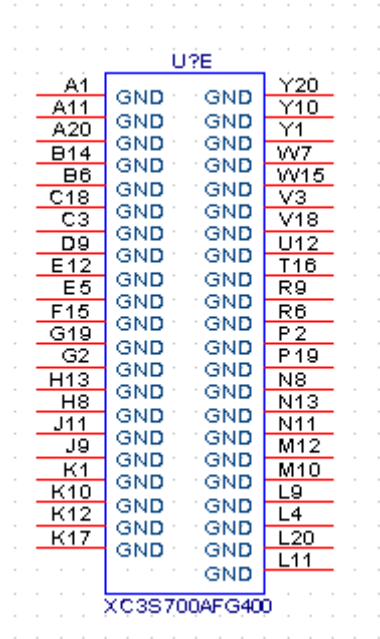 U?E
A1 GND GND Y20
A11 GND GND Y10
A20 GND GND Y1
B14 GND GND W7
B6 GND GND W15
C18 GND GND V3
C3 GND GND V18
D9 GND GND U12
E12 GND GND T16
E5 GND GND R9
F15 GND GND R6
G19 GND GND P2
G2 GND GND P19
H13 GND GND N8
H8 GND GND N13
J11 GND GND N11
J9 GND GND M12
K1 GND GND M10
K10 GND GND L9
K12 GND GND L4
K17 GND GND L20
GND L11
XC3S700AFG400